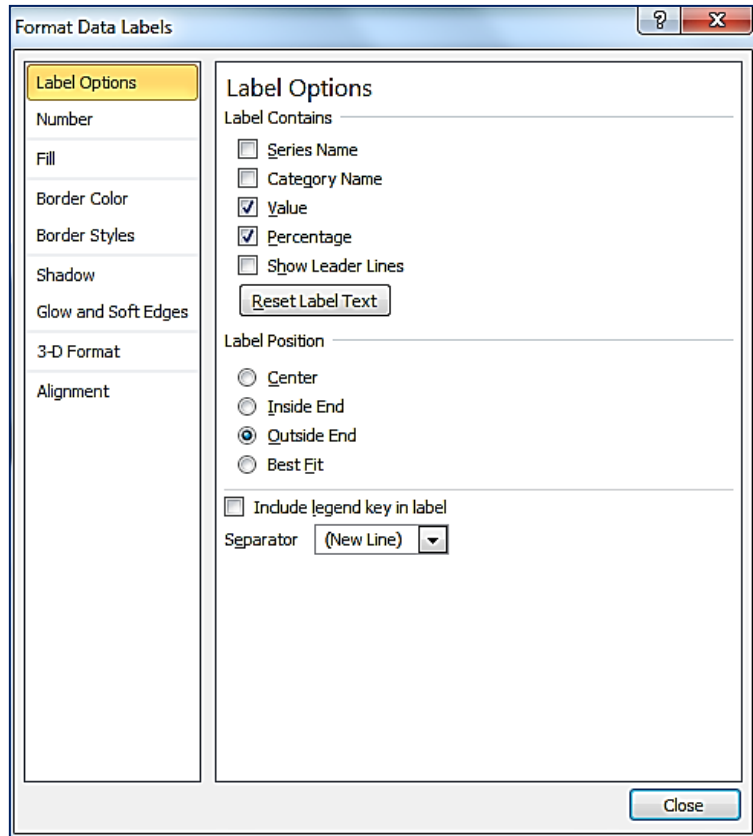 Format Data Labels
?
X
Label Options
Number
Fill
Border Color
Border Styles
Shadow
Glow and Soft Edges
3-D Format
Alignment
Label Options
Label Contains
Series Name
Category Name
Value
Percentage
Show Leader Lines
Reset Label Text
Label Position
Center
Inside End
Outside End
Best Fit
Include legend key in label
Separator (New Line)
Close